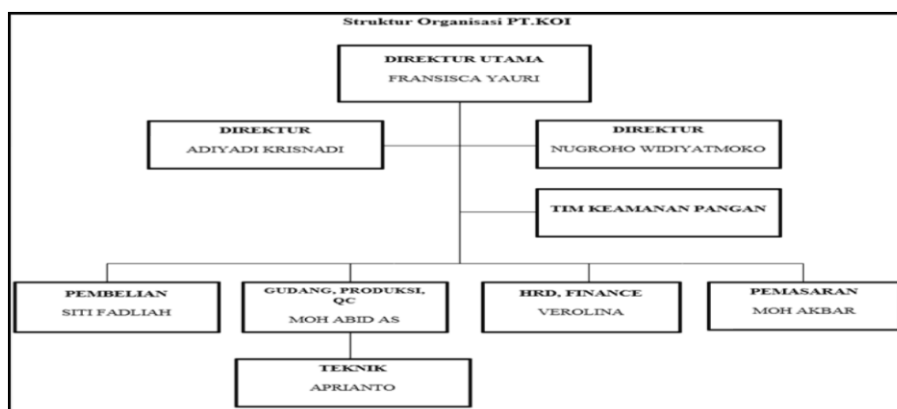 Struktur Organisasi PT.KOI
DIREKTUR UTAMA
FRANSISCA YAURI
DIREKTUR
ADIYADI KRISNADI
DIREKTUR
NUGROHO WIDIYATMOKO
TIM KEAMANAN PANGAN
PEMBELIAN
SITI FADLIAH
GUDANG, PRODUKSI,
QC
MOH ABID AS
HRD, FINANCE
VEROLINA
PEMASARAN
MOH AKBAR
TEKNIK
APRIANTO